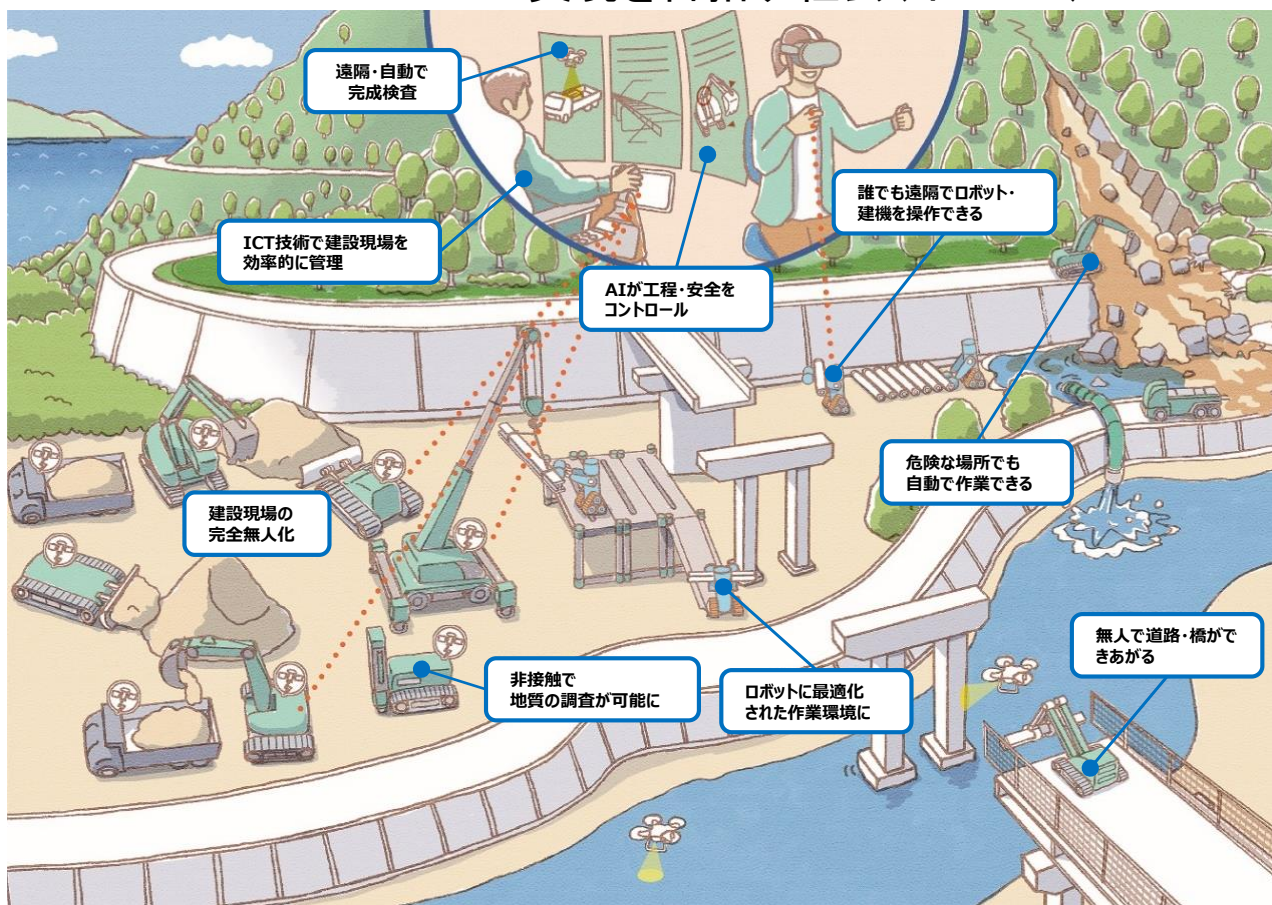 遠隔・自動で
完成検査
ICT技術で建設現場を
効率的に管理
AIが工程・安全を
コントロール
誰でも遠隔でロボット・
建機を操作できる
危険な場所でも
自動で作業できる
建設現場の
完全無人化
非接触で
地質の調査が可能に
ロボットに最適化
された作業環境に
無人で道路・橋がで
きあがる